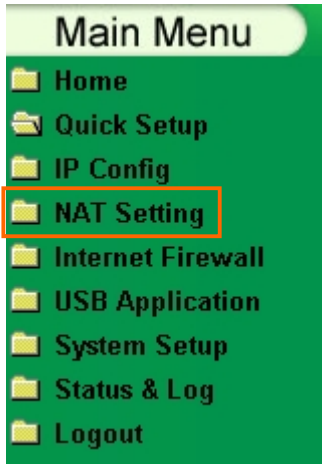 Main Menu
Home
Quick Setup
IP Config
NAT Setting
Internet Firewall
USB Application
System Setup
Status & Log
Logout